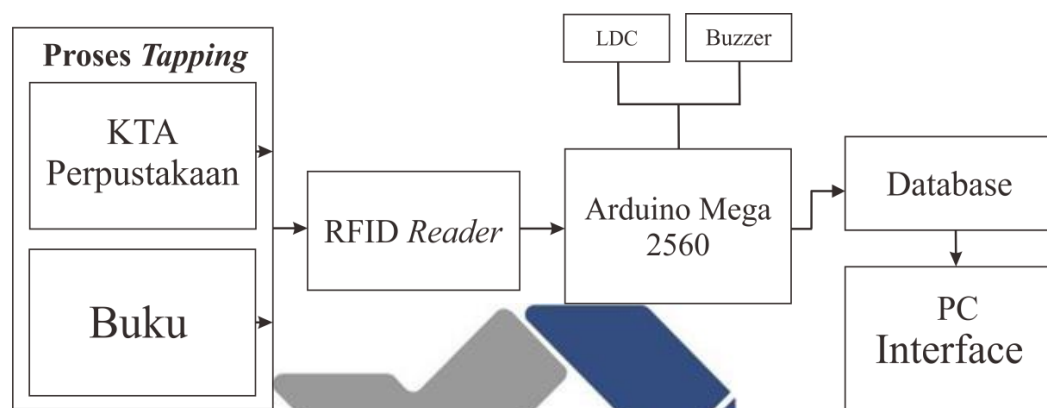 Proses Tapping
KTA
Perpustakaan
Buku
RFID Reader
LDC
Buzzer
Arduino Mega
2560
Database
PC
Interface